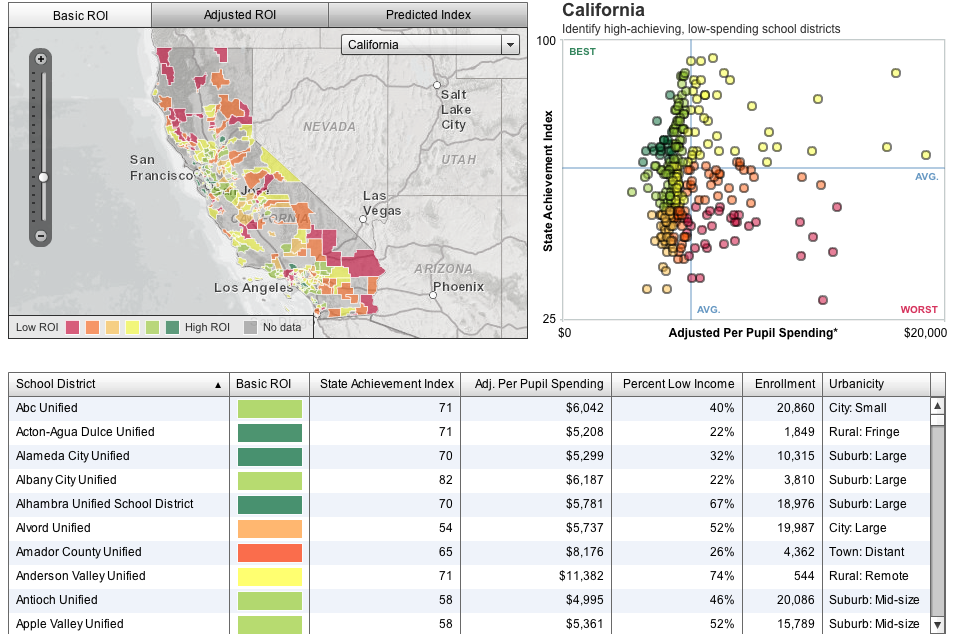 Basic ROI Adjusted ROI Predicted Index
California
NEVADA
Salt
Lake
City
UTAH
San
Francisco
San Jose
Las
Vegas
CALIFORNIA
ARIZONA
Los Angeles
Phoenix
Low ROI High ROI No data
California
Identify high-achieving, low-spending school districts
100
BEST
State Achievement Index
AVG.
AVG.
WORST
25
$0 Adjusted Per Pupil Spending* $20,000
School District Basic ROI State Achievement Index Adj. Per Pupil Spending Percent Low Income Enrollment Urbanicity
Abc Unified 71 $6,042 40% 20,860 City: Small
Acton-Agua Dulce Unified 71 $5,208 22% 1,849 Rural: Fringe
Alameda City Unified 70 $5,299 32% 10,315 Suburb: Large
Albany City Unified 82 $6,187 22% 3,810 Suburb: Large
Alhambra Unified School District 70 $5,781 67% 18,976 Suburb: Large
Alvord Unified 54 $5,737 52% 19,987 City: Large
Amador County Unified 65 $8,176 26% 4,362 Town: Distant
Anderson Valley Unified 71 $11,382 74% 544 Rural: Remote
Antioch Unified 58 $4,995 46% 20,086 Suburb: Mid-size
Apple Valley Unified 58 $5,361 52% 15,789 Suburb: Mid-size